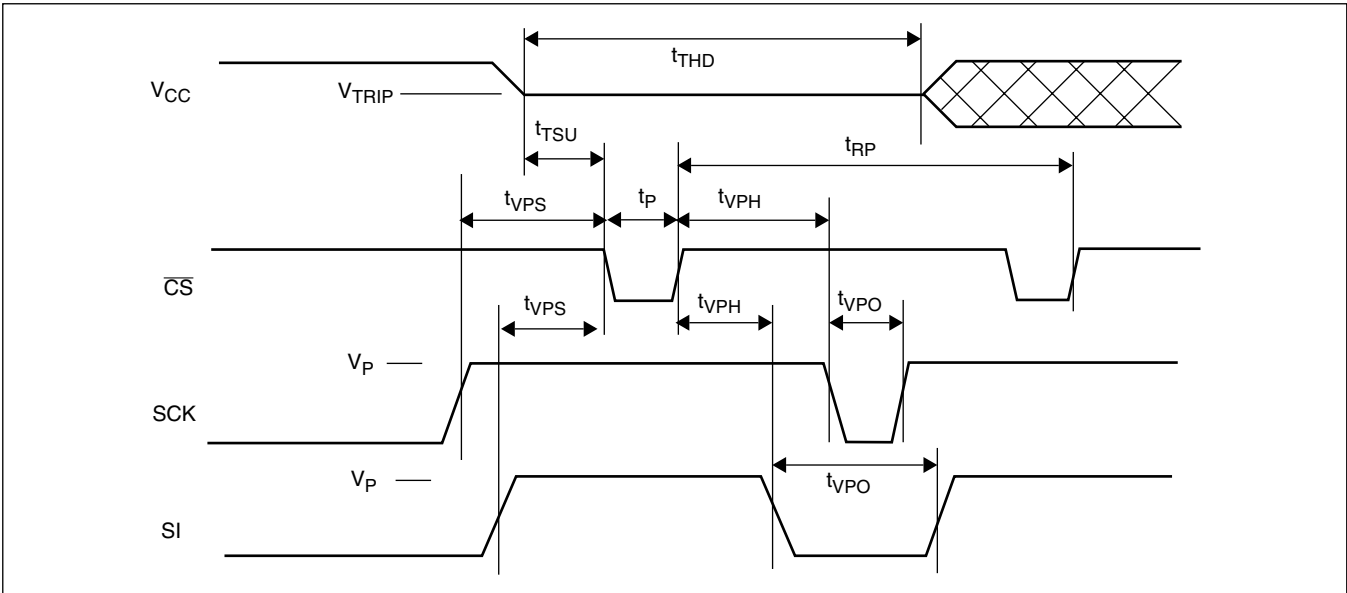 tTHD
VCC
VTRIP
tTSU
tRP
tVPS
tP
tVPH
CS
tVPS
tVPH
tVPO
VP
SCK
VP
tVPO
SI